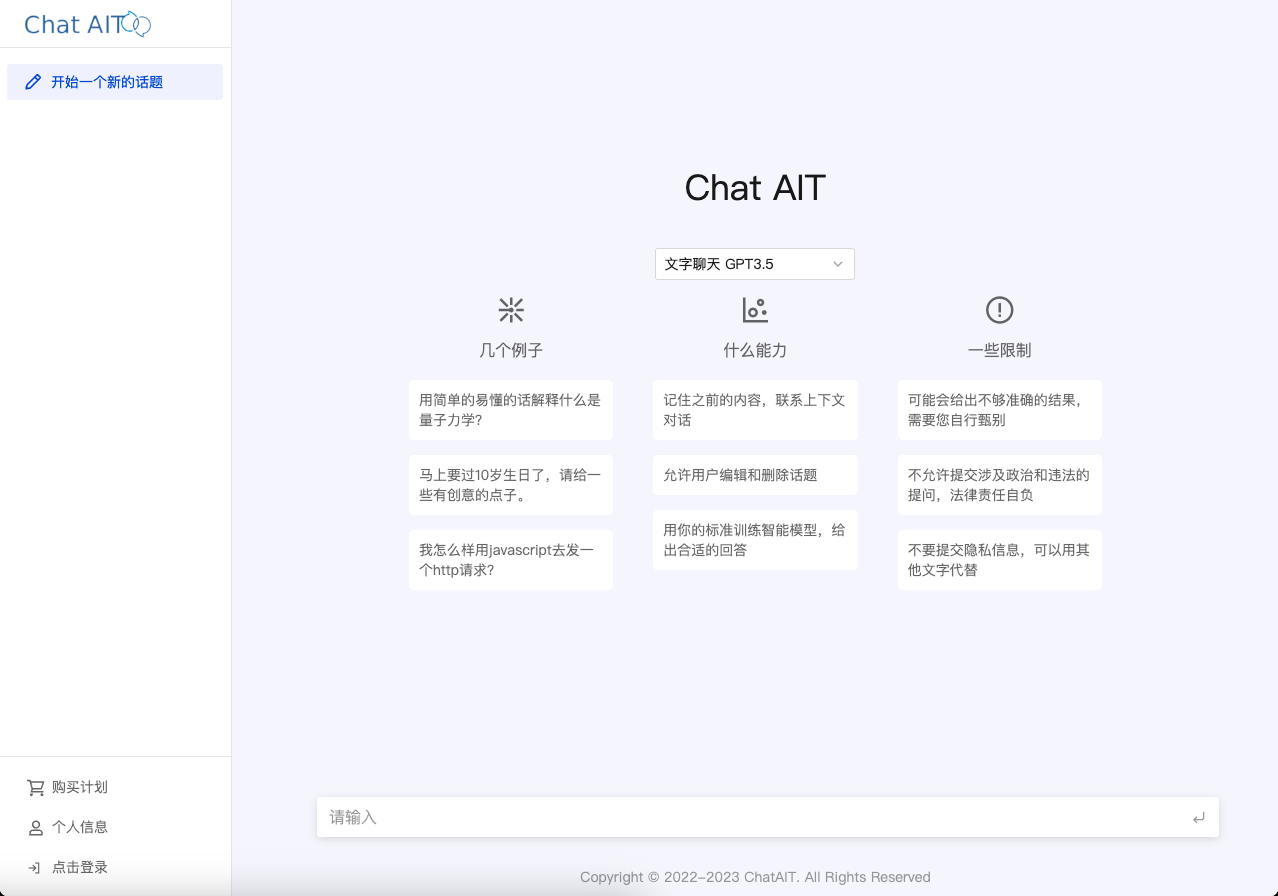 Chat AIT
开始一个新的话题
Chat AIT
文字聊天 GPT3.5
几个例子
用简单的易懂的话解释什么是
量子力学?
马上要过10岁生日了，请给一
些有创意的点子。
我怎么样用javascript去发一
个http请求?
什么能力
记住之前的内容，联系上下文
对话
允许用户编辑和删除话题
用你的标准训练智能模型，给
出合适的回答
一些限制
可能会给出不够准确的结果，
需要您自行甄别
不允许提交涉及政治和违法的
提问，法律责任自负
不要提交隐私信息，可以用其
他文字代替
购买计划
个人信息
点击登录
请输入
Copyright © 2022-2023 ChatAIT. All Rights Reserved